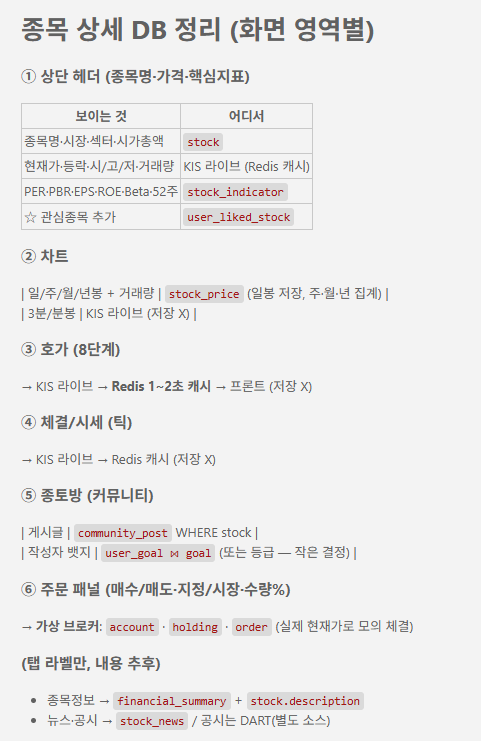 종목 상세 DB 정리 (화면 영역별)
① 상단 헤더 (종목명·가격·핵심지표)
보이는 것 어디서
종목명·시장·섹터·시가총액 stock
현재가·등락·시/고/저·거래량 KIS 라이브 (Redis 캐시)
PER·PBR·EPS·ROE·Beta·52주 stock_indicator
☆ 관심종목 추가 user_liked_stock
② 차트
| 일/주/월/년봉 + 거래량 | stock_price (일봉 저장, 주·월·년 집계) |
| 3분/분봉 | KIS 라이브 (저장 X) |
③ 호가 (8단계)
→ KIS 라이브 → Redis 1~2초 캐시 → 프론트 (저장 X)
④ 체결/시세 (틱)
→ KIS 라이브 → Redis 캐시 (저장 X)
⑤ 종토방 (커뮤니티)
| 게시글 | community_post WHERE stock |
| 작성자 뱃지 | user_goal ⋈ goal (또는 등급 — 작은 결정) |
⑥ 주문 패널 (매수/매도·지정/시장·수량%)
→ 가상 브로커: account · holding · order (실제 현재가로 모의 체결)
(탭 라벨만, 내용 추후)
• 종목정보 → financial_summary + stock.description
• 뉴스·공시 → stock_news / 공시는 DART(별도 소스)